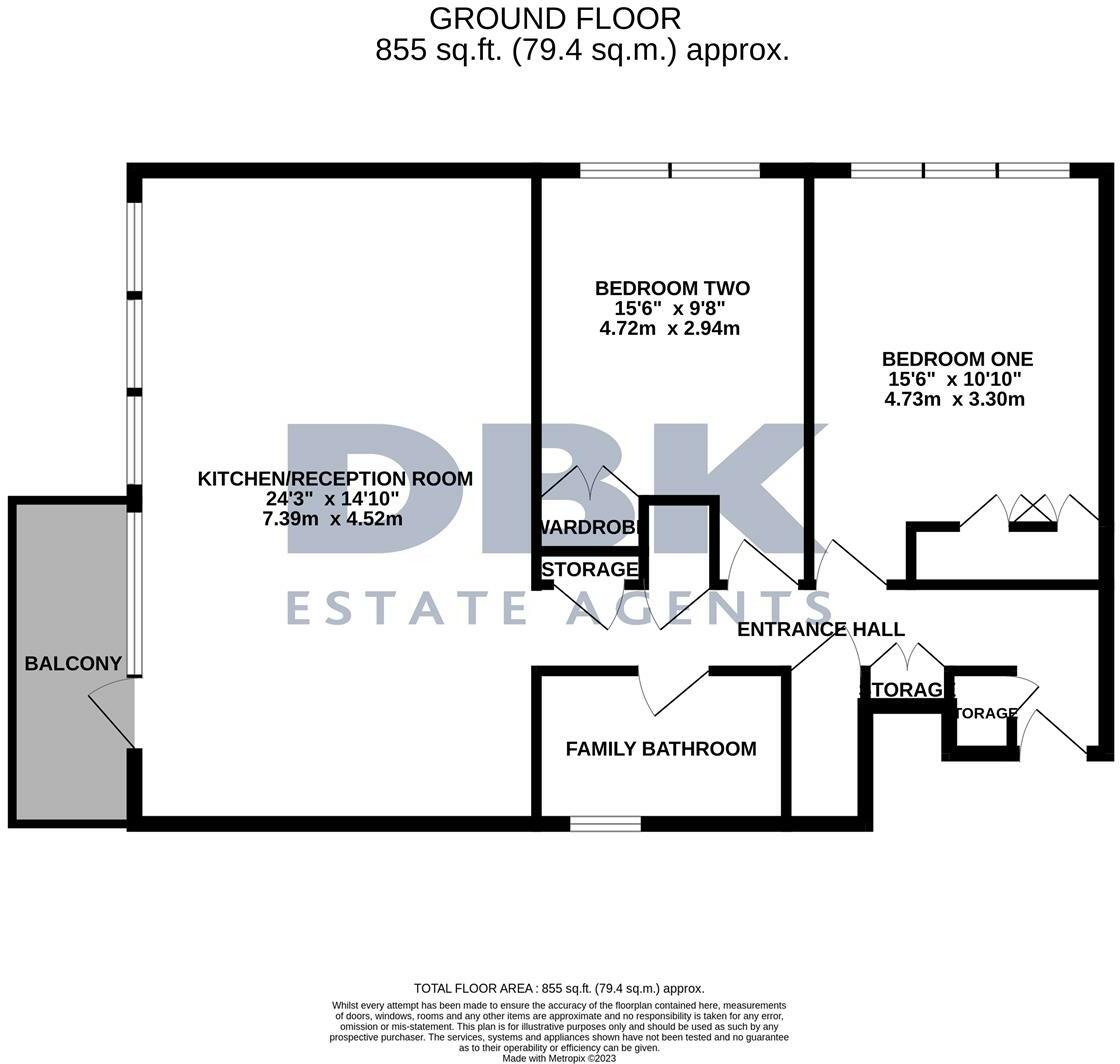 GROUND FLOOR
855 sq.ft. (79.4 sq.m.) approx.
BEDROOM TWO
15'6" x 9'8"
4.72m x 2.94m
BEDROOM ONE
15'6" x 10'10"
4.73m x 3.30m
KITCHEN/RECEPTION ROOM
24'3" x 14'10"
7.39m x 4.52m
DBK
ESTATE AGENTS
WARDROBE
STORAGE
ENTRANCE HALL
BALCONY
STORAGE
STORAGE
FAMILY BATHROOM
TOTAL FLOOR AREA : 855 sq.ft. (79.4 sq.m.) approx.
Whilst every attempt has been made to ensure the accuracy of the floorplan contained here, measurements
of doors, windows, rooms and any other items are approximate and no responsibility is taken for any error,
omission or mis-statement. This plan is for illustrative purposes only and should be used as such by any
prospective purchaser. The services, systems and appliances shown have not been tested and no guarantee
as to their operability or efficiency can be given.
Made with Metropix ©2023